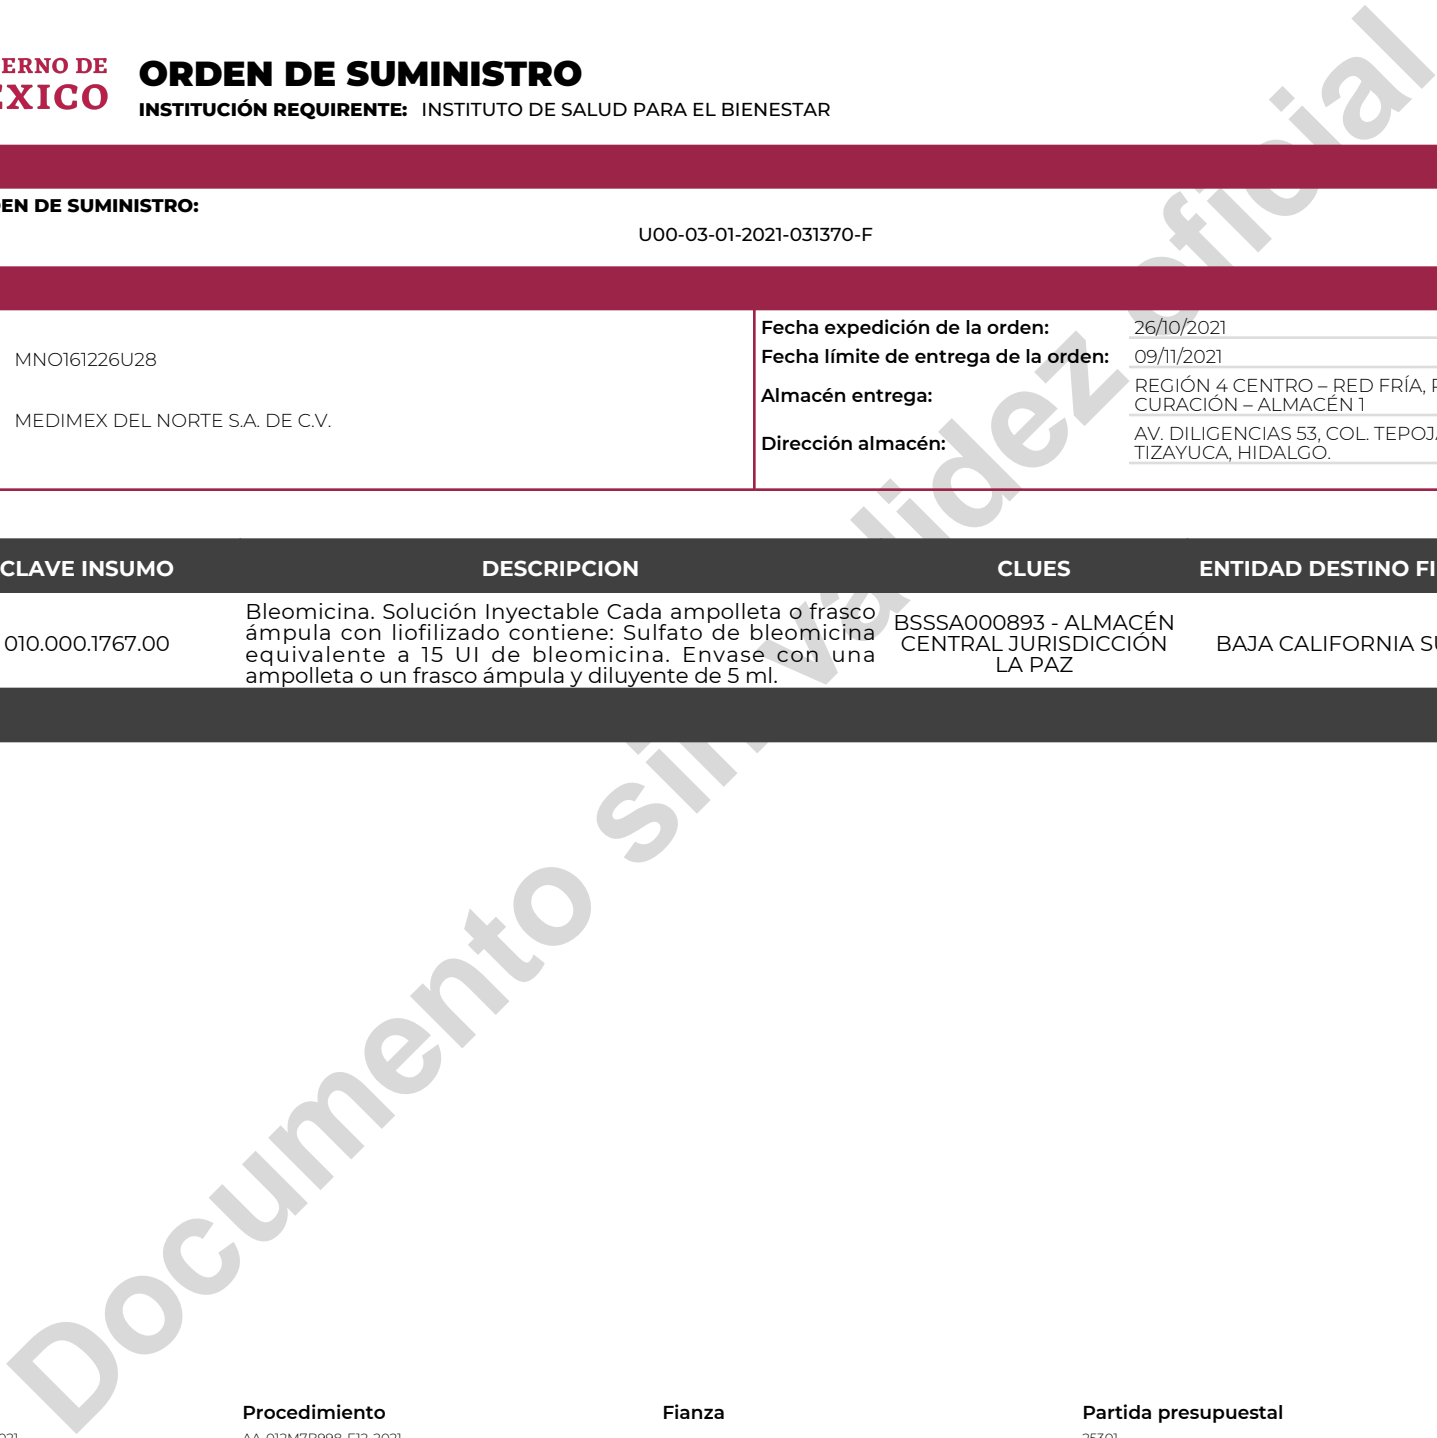 ORDEN DE SUMINISTRO
INSTITUCIÓN REQUIRENTE: INSTITUTO DE SALUD PARA EL BIENESTAR
EN DE SUMINISTRO:
U00-03-01-2021-031370-F
MNO161226U28
MEDIMEX DEL NORTE S.A. DE C.V.
Fecha expedición de la orden: 26/10/2021
Fecha límite de entrega de la orden: 09/11/2021
Almacén entrega: REGIÓN 4 CENTRO – RED FRÍA,
CURACIÓN – ALMACÉN 1
Dirección almacén: AV. DILIGENCIAS 53, COL. TEPOJ
TIZAYUCA, HIDALGO.
CLAVE INSUMO DESCRIPCION CLUES ENTIDAD DESTINO FI
010.000.1767.00
Bleomicina. Solución Inyectable Cada ampolleta o frasco
ámpula con liofilizado contiene: Sulfato de bleomicina
equivalente a 15 UI de bleomicina. Envase con una
ampolleta o un frasco ámpula y diluyente de 5 ml.
BSSSA000893 - ALMACÉN
CENTRAL JURISDICCIÓN
LA PAZ
BAJA CALIFORNIA S
Documento sin validez oficial
ERNO DE
XICO
Procedimiento Fianza Partida presupuestal